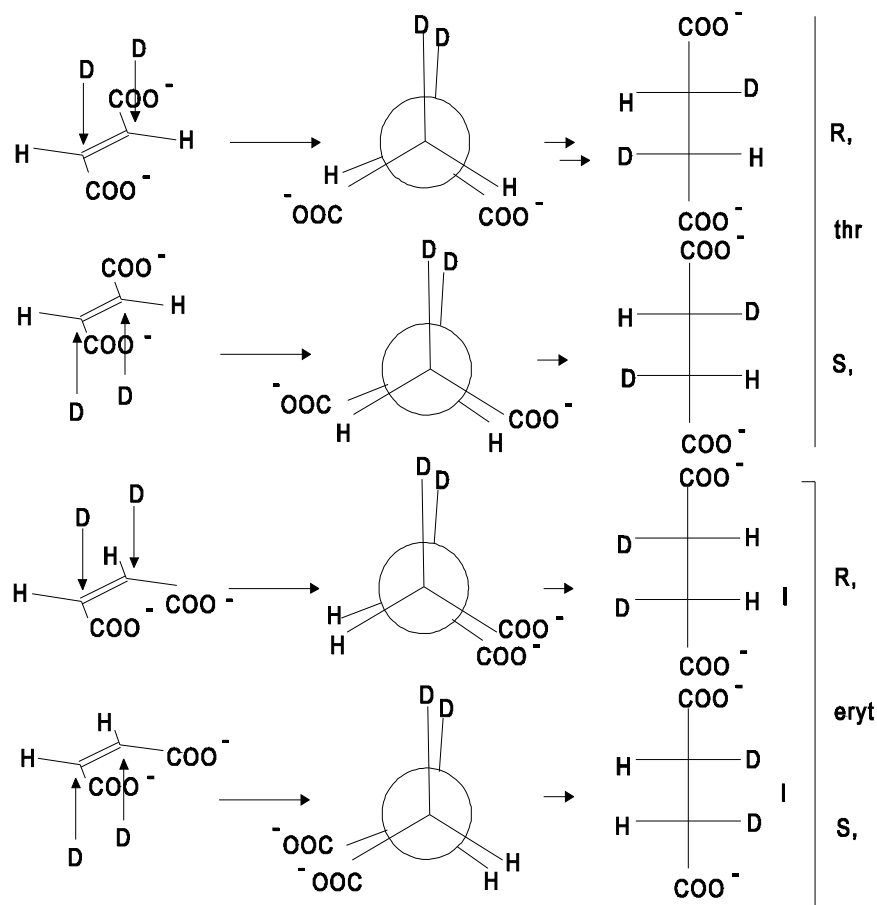 COO⁻
D D
D
D
COO⁻
H D
R,
H H
D H
H
COO⁻ H
⁻OOC COO⁻
COO⁻
thr
COO⁻
D D
COO⁻
H H
H D
COO⁻
S,
D H
D
D
⁻OOC COO⁻
H H
COO⁻
D D
COO⁻
D
D
D H
H
R,
H COO⁻
D H I
H
H COO⁻
COO⁻
COO⁻
COO⁻
D D
COO⁻
eryt
H
H COO⁻
H D
COO⁻
I
D
S,
H D
D
⁻OOC H
⁻OOC H
COO⁻